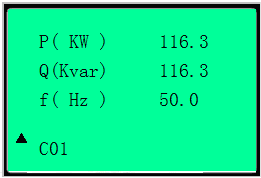 P( KW )   116.3
Q(Kvar)   116.3
f( Hz )   50.0
C01